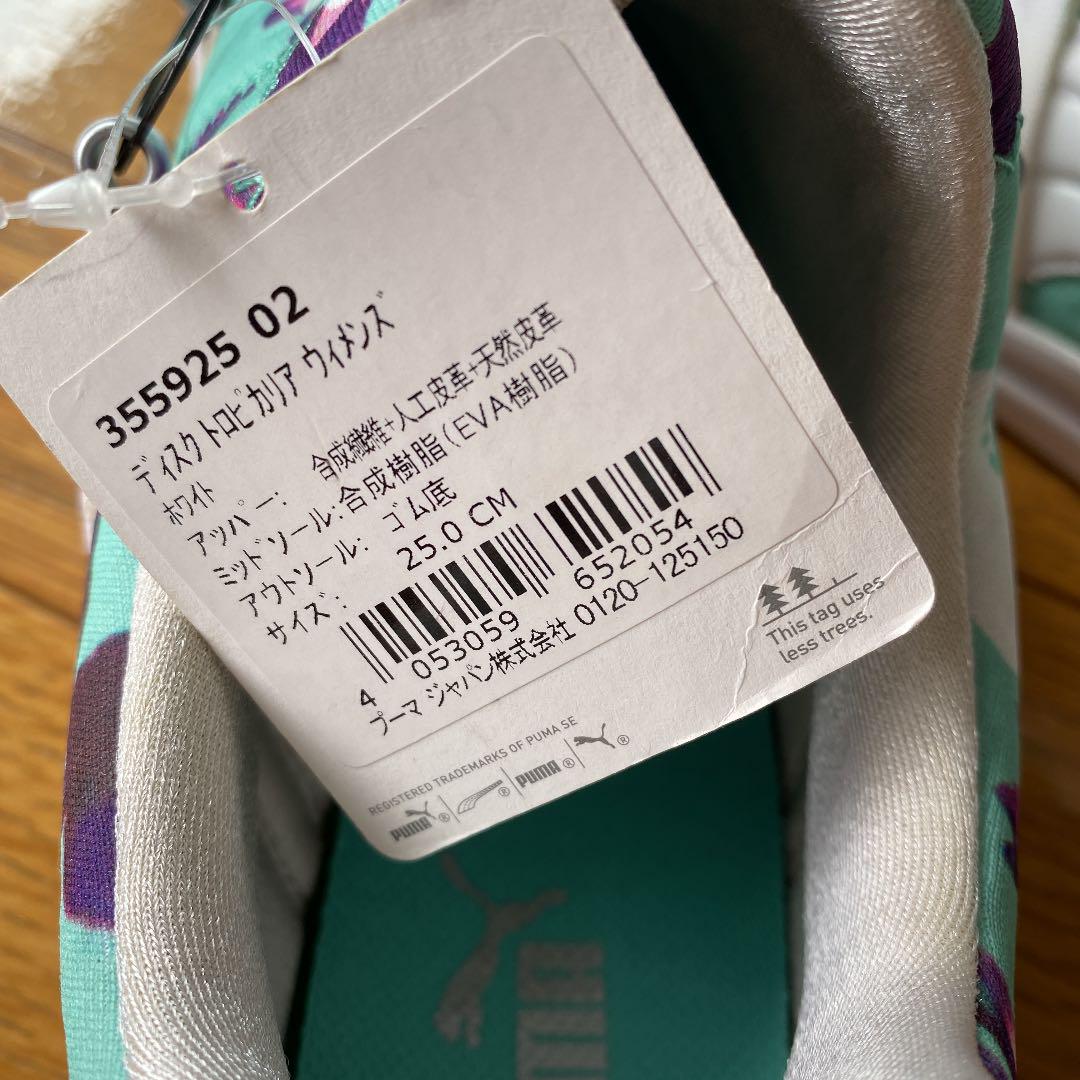 355925 02
ディスク トロピカリア ウィメンズ
ホワイト
アッパー: 合成繊維+人工皮革+天然皮革
ミッドソール: 合成樹脂(EVA樹脂)
アウトソール: ゴム底
サイズ: 25.0 CM
4 053059 652054
プーマ ジャパン株式会社 0120-125150
This tag uses
less trees.
REGISTERED TRADEMARKS OF PUMA SE
PUMA® ® PUMA® ®
PUMA